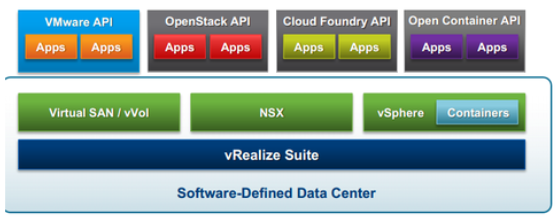 VMware API
OpenStack API
Cloud Foundry API
Open Container API
Apps Apps
Apps Apps
Apps Apps
Apps Apps
Virtual SAN / vVol
NSX
vSphere
Containers
vRealize Suite
Software-Defined Data Center